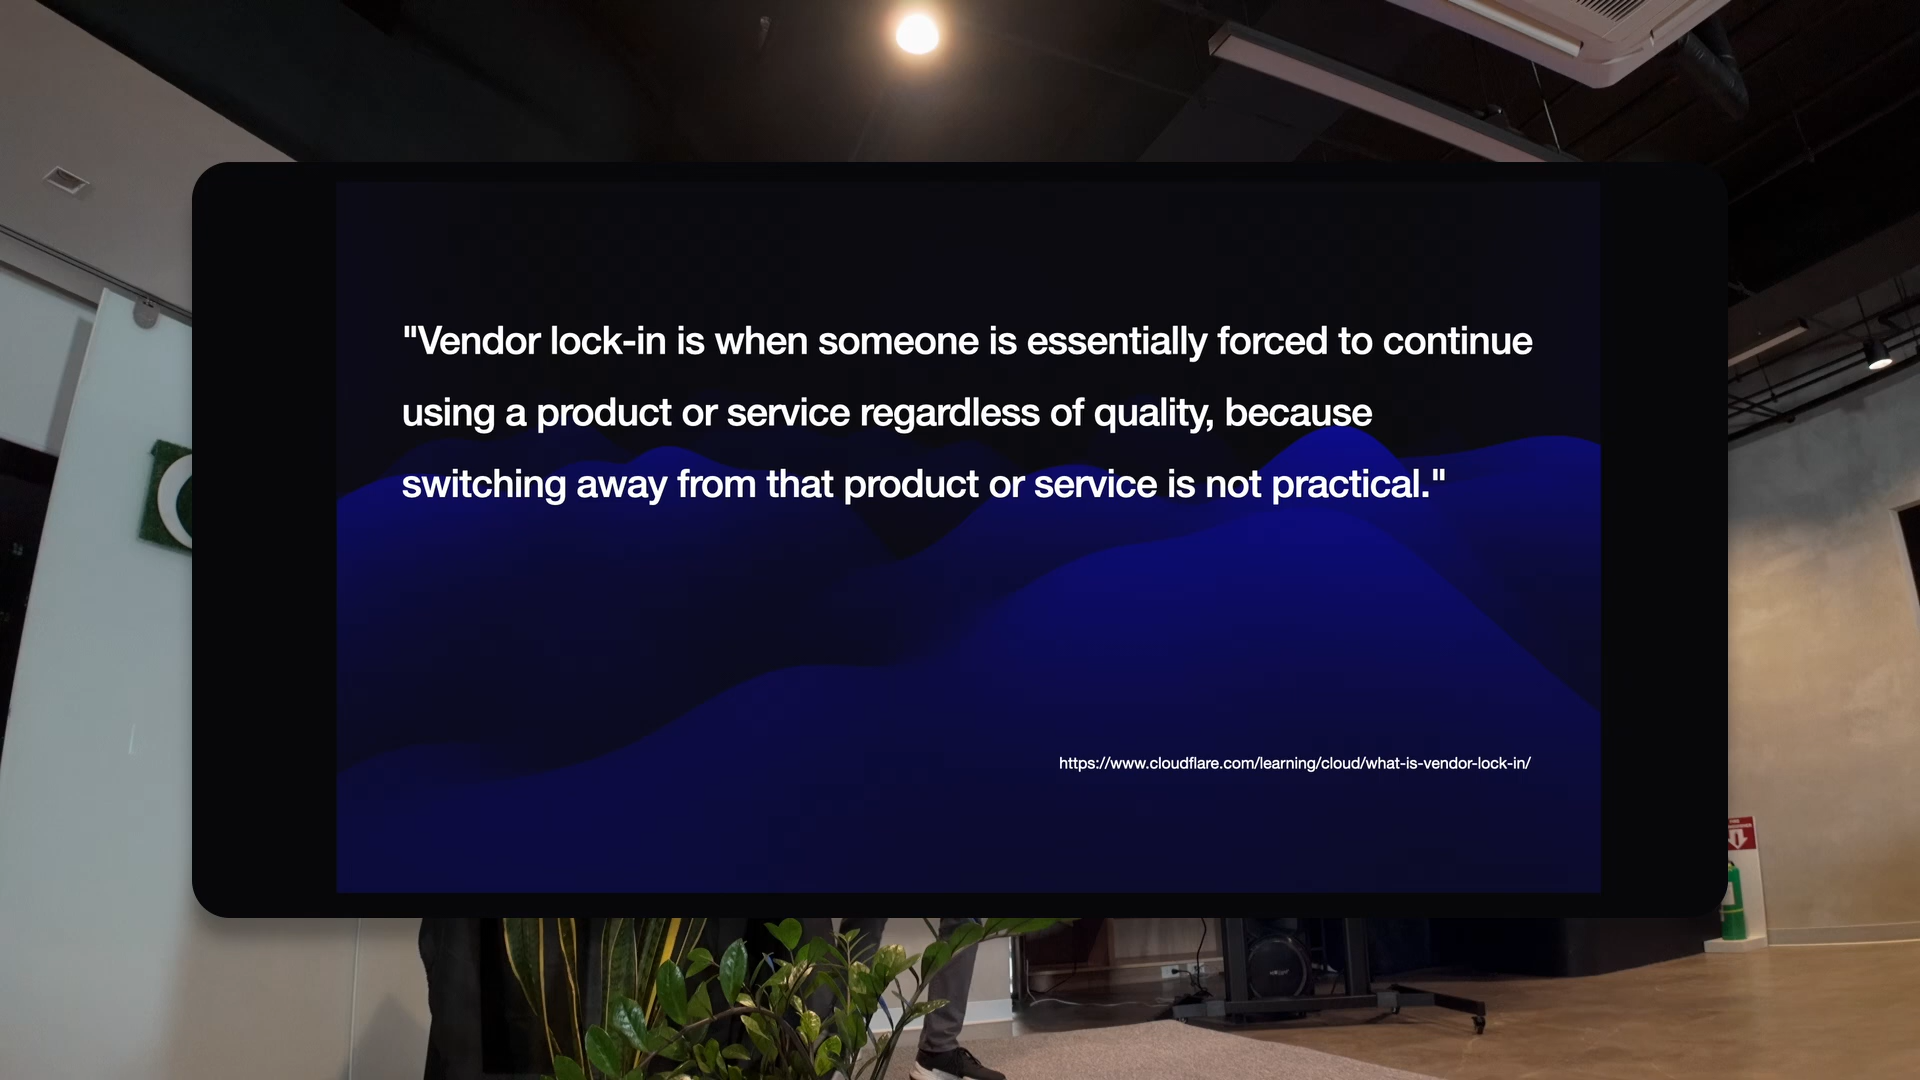 "Vendor lock-in is when someone is essentially forced to continue
using a product or service regardless of quality, because
switching away from that product or service is not practical."
https://www.cloudflare.com/learning/cloud/what-is-vendor-lock-in/